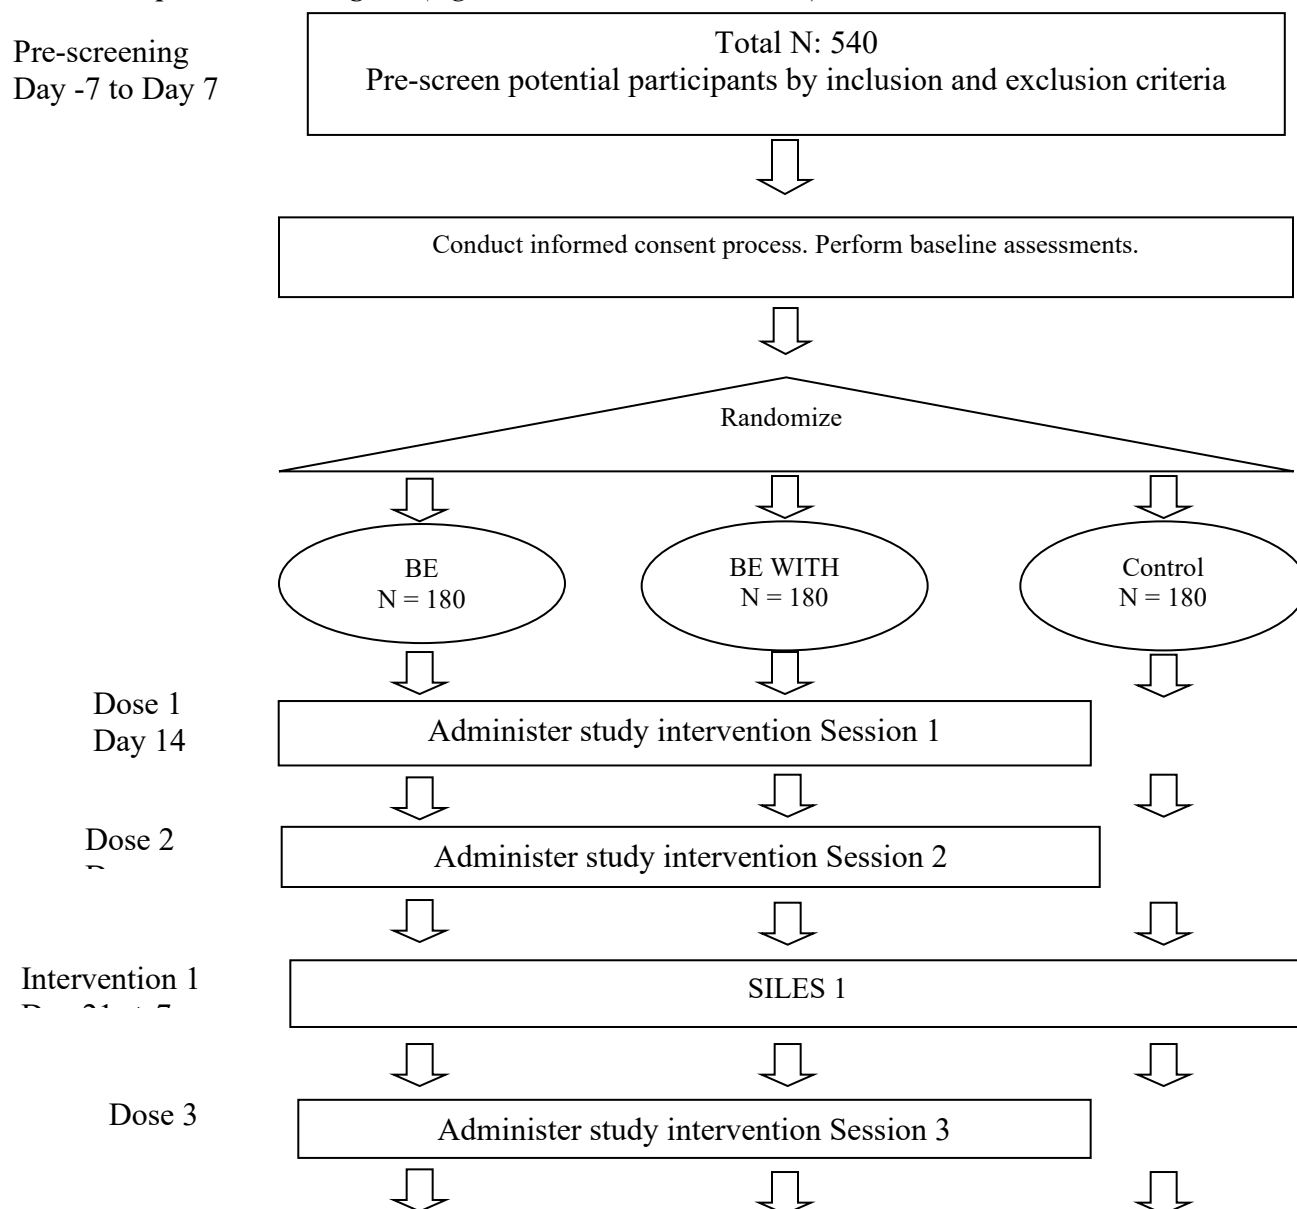 Pre-screening
Day -7 to Day 7
Total N: 540
Pre-screen potential participants by inclusion and exclusion criteria
Conduct informed consent process. Perform baseline assessments.
Randomize
BE
N = 180
BE WITH
N = 180
Control
N = 180
Dose 1
Day 14
Administer study intervention Session 1
Dose 2
Administer study intervention Session 2
Intervention 1
SILES 1
Dose 3
Administer study intervention Session 3